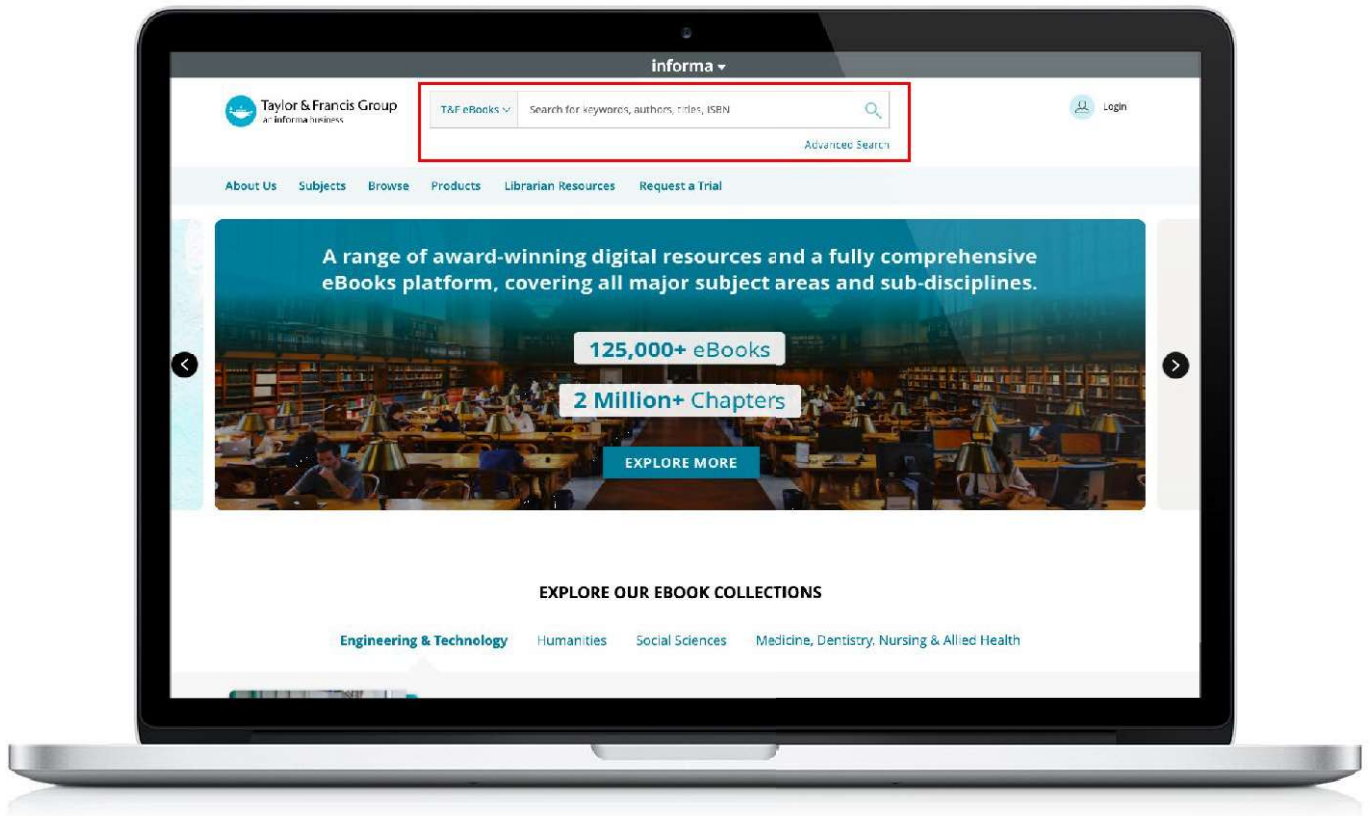 informa
Taylor & Francis Group
an informa business
T&F eBooks
Search for keywords, authors, titles, ISBN
Login
Advanced Search
About Us Subjects Browse Products Librarian Resources Request a Trial
A range of award-winning digital resources and a fully comprehensive
eBooks platform, covering all major subject areas and sub-disciplines.
125,000+ eBooks
2 Million+ Chapters
EXPLORE MORE
EXPLORE OUR EBOOK COLLECTIONS
Engineering & Technology Humanities Social Sciences Medicine, Dentistry, Nursing & Allied Health